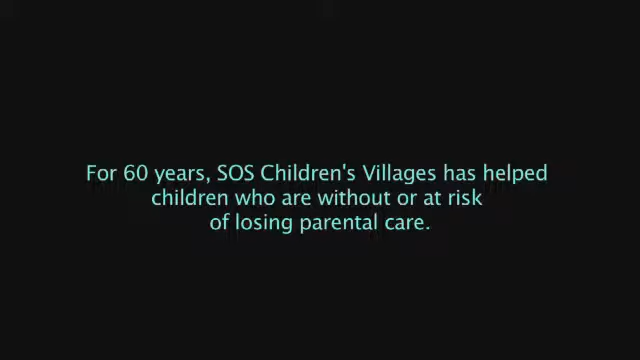 For 60 years, SOS Children's Villages has helped
children who are without or at risk
of losing parental care.